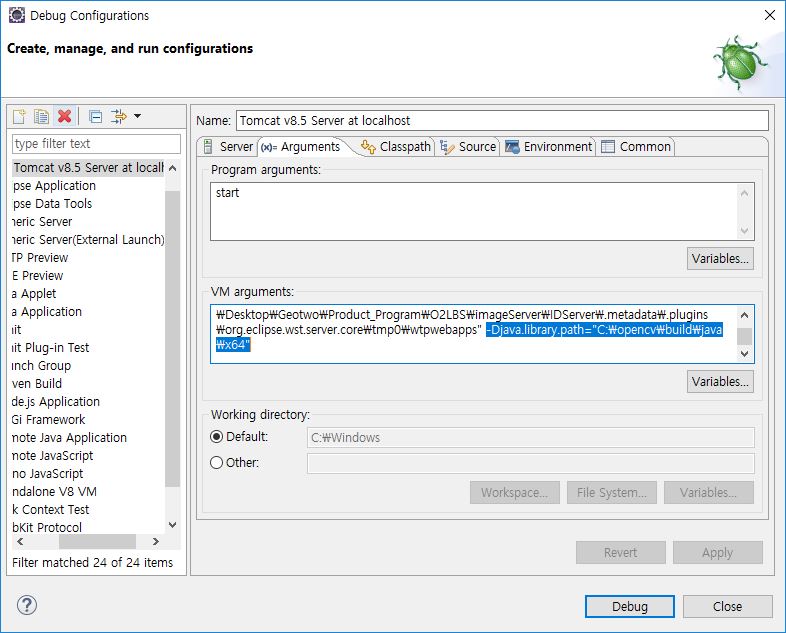 Debug Configurations
Create, manage, and run configurations
type filter text
Tomcat v8.5 Server at locall
pse Application
pse Data Tools
neric Server
neric Server(External Launch)
TP Preview
E Preview
a Applet
a Application
nit
nit Plug-in Test
unch Group
ven Build
de.js Application
Gi Framework
mote Java Application
mote JavaScript
no JavaScript
ndalone V8 VM
k Context Test
bKit Protocol
Filter matched 24 of 24 items
Name: Tomcat v8.5 Server at localhost
Server (x)= Arguments Classpath Source Environment Common
Program arguments:
start
Variables...
VM arguments:
₩Desktop₩Geotwo₩Product_Program₩O2LBS₩imageServer₩IDServer₩.metadata₩.plugins
₩org.eclipse.wst.server.core₩tmp0₩wtpwebapps" -Djava.library.path="C:₩opencv₩build₩java
₩x64"
Variables...
Working directory:
Default: C:₩Windows
Other:
Workspace... File System... Variables...
Revert Apply
? Debug Close